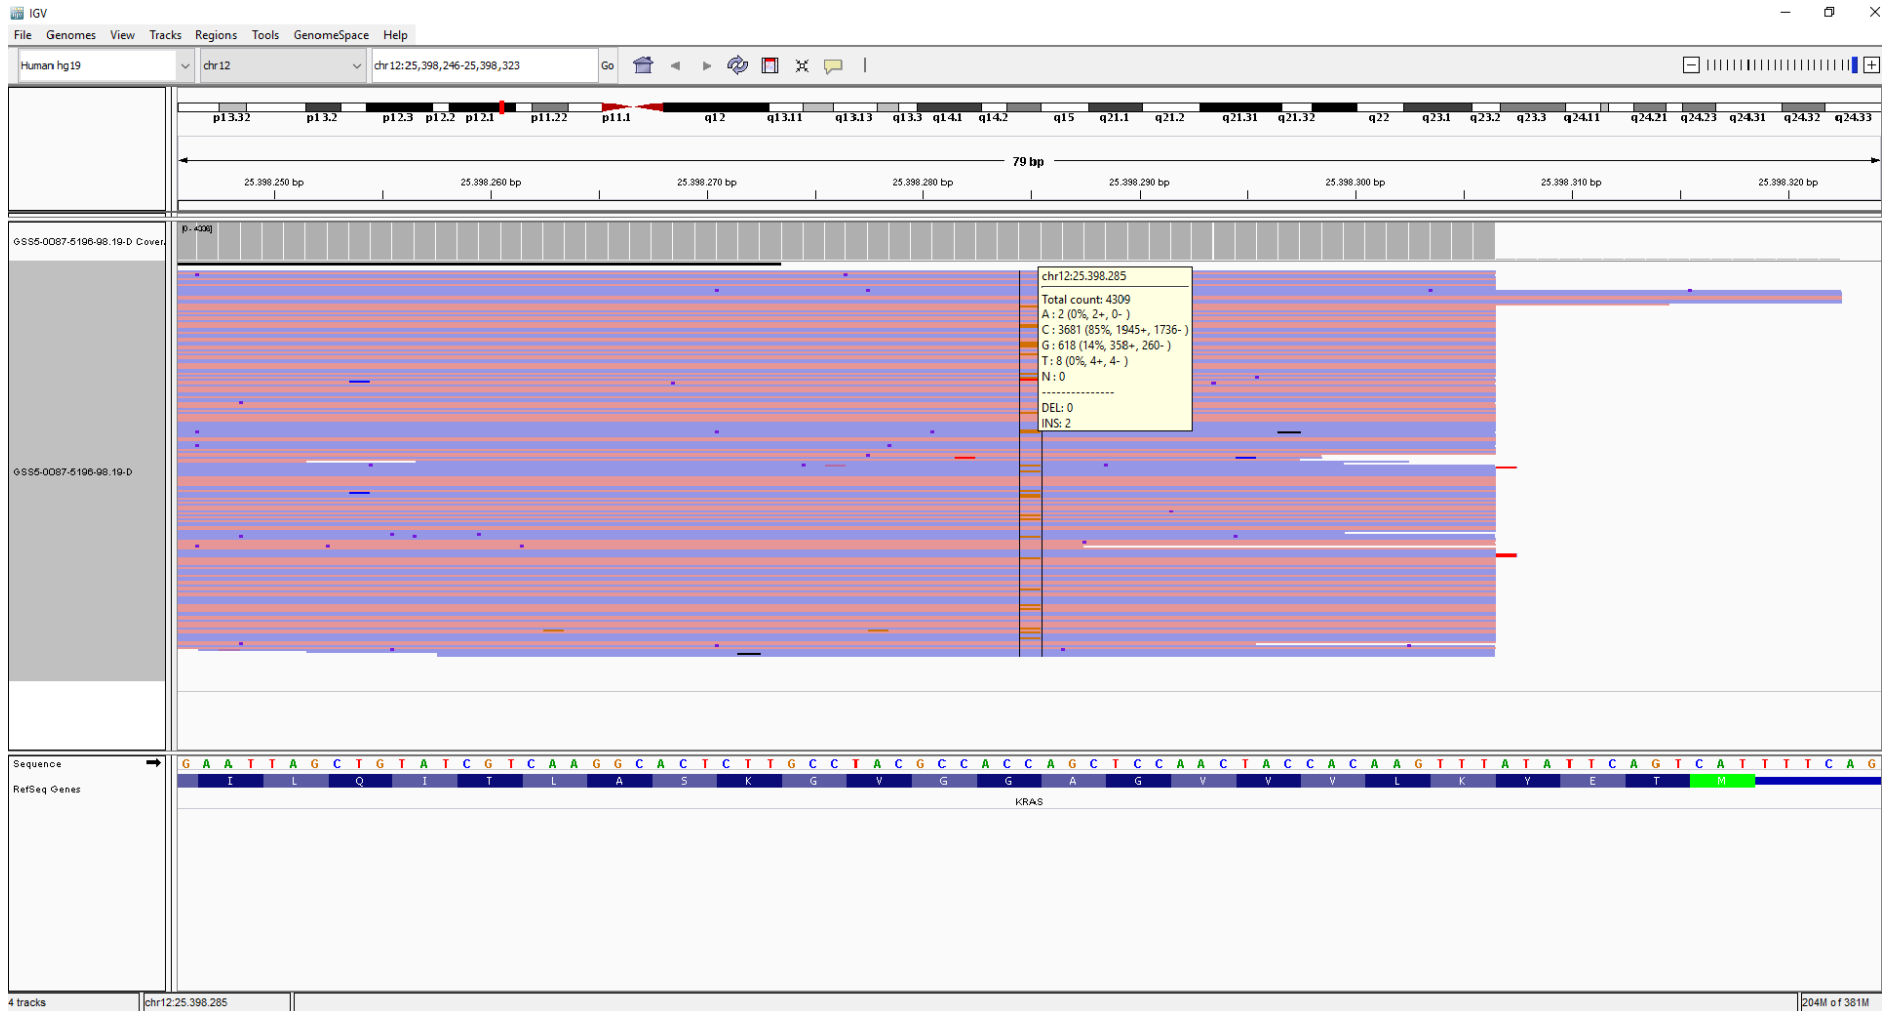 IGV
File Genomes View Tracks Regions Tools GenomeSpace Help
Human hg19 chr12 chr12:25,398,246-25,398,323 Go
p13.32 p13.2 p12.3 p12.2 p12.1 p11.22 p11.1 q12 q13.11 q13.13 q13.3 q14.1 q14.2 q15 q21.1 q21.2 q21.31 q21.32 q22 q23.1 q23.2 q23.3 q24.11 q24.21 q24.23 q24.31 q24.32 q24.33
79 bp
25.398.250 bp 25.398.260 bp 25.398.270 bp 25.398.280 bp 25.398.290 bp 25.398.300 bp 25.398.310 bp 25.398.320 bp
GSS5-0087-5196-98.19-D Cover.
chr12:25.398.285
Total count: 4309
A : 2 (0%, 2+, 0- )
C : 3681 (85%, 1945+, 1736- )
G : 618 (14%, 358+, 260- )
T : 8 (0%, 4+, 4- )
N : 0
---------------
DEL: 0
INS: 2
GSS5-0087-5196-98.19-D
Sequence G A A T T A G C T G T A T C G T C A A G G C A C T C T T G C C T A C G C C A C C A G C T C C A A C T A C C A C A A G T T T A T A T T C A G T C A T T T T C A G
RefSeq Genes I L Q I T L A S K G V G G A G V V V L K Y E T M
KRAS
4 tracks chr12:25.398.285 204M of 381M